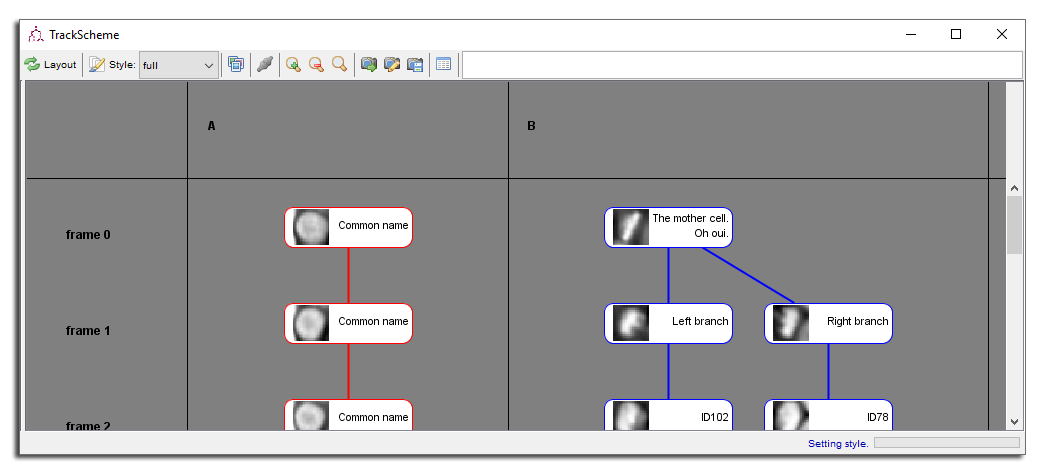 TrackScheme
Layout Style: full
A B
frame 0 Common name The mother cell.
Oh oui.
frame 1 Common name Left branch Right branch
frame 2 Common name ID102 ID78
Setting style.